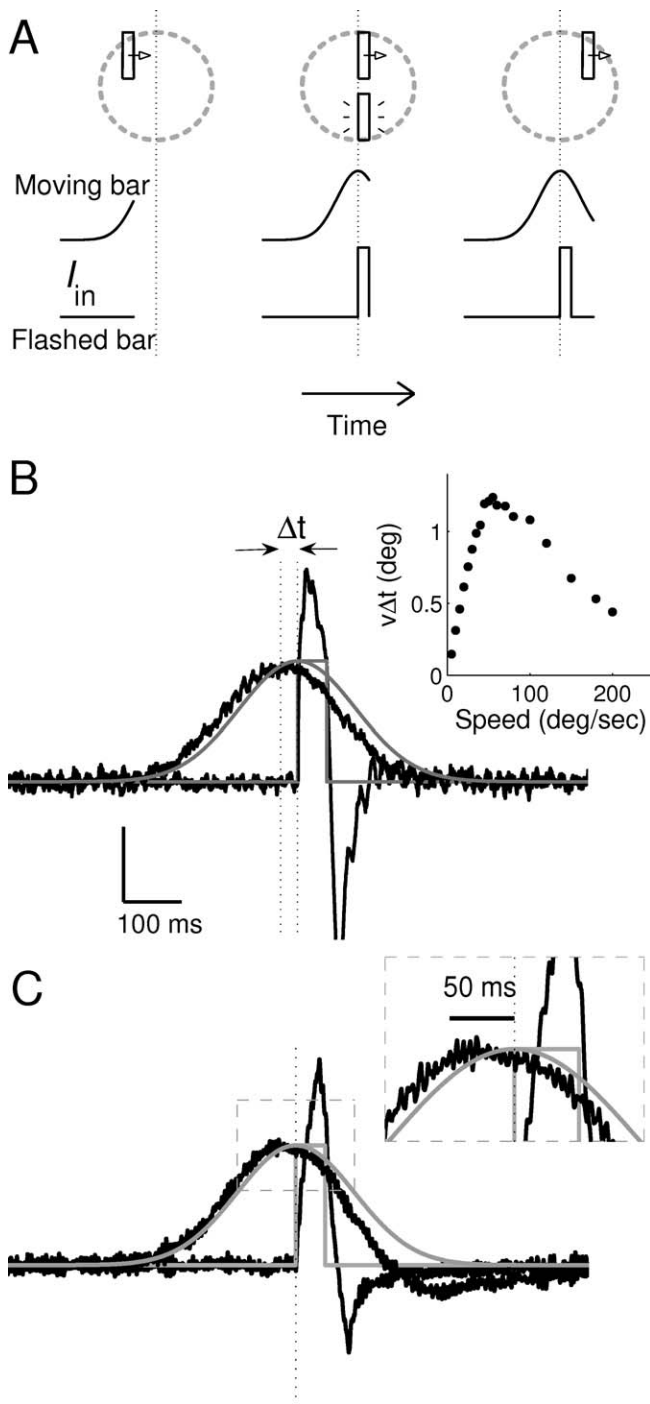 A
Moving bar
Iin
Flashed bar
Time
B
Δt
vΔt (deg)
1
0.5
0
0 100 200
Speed (deg/sec)
100 ms
C
50 ms